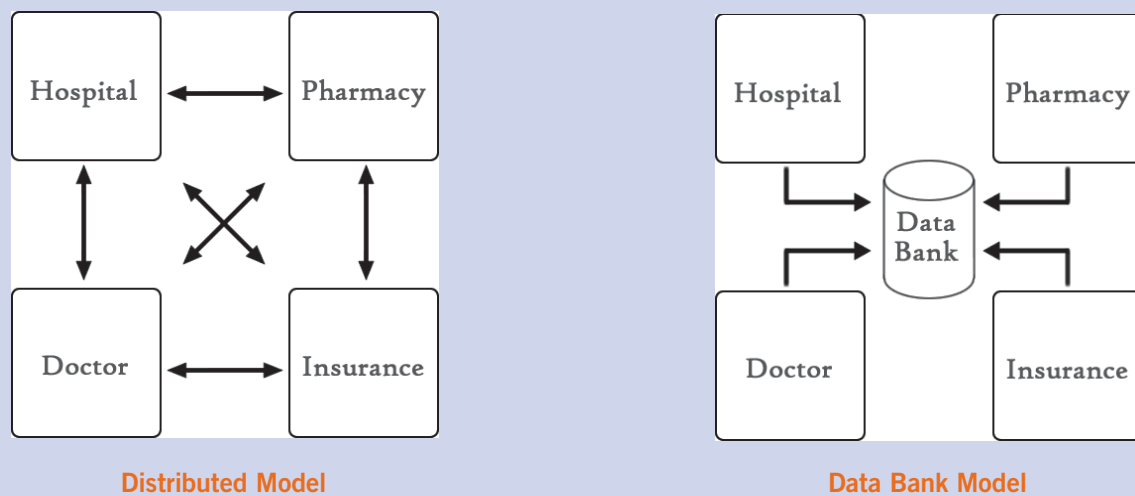 Hospital
Pharmacy
Doctor
Insurance
Distributed Model
Hospital
Pharmacy
Data
Bank
Doctor
Insurance
Data Bank Model